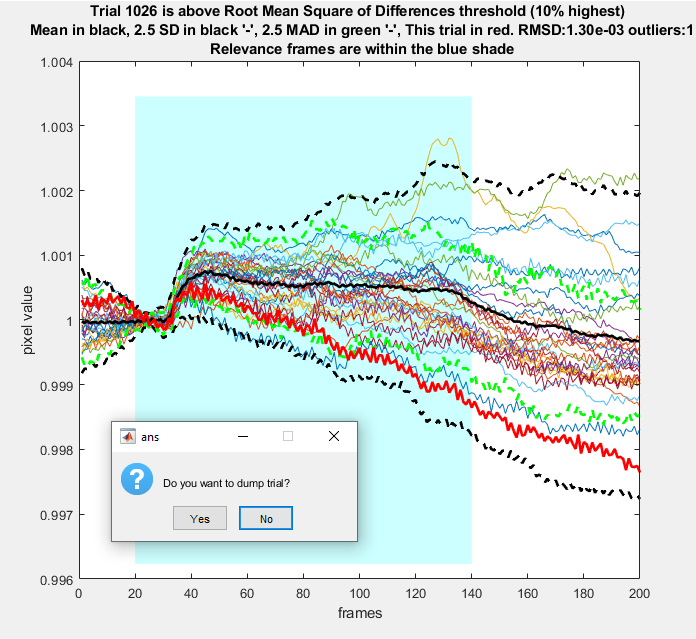 Trial 1026 is above Root Mean Square of Differences threshold (10% highest)
Mean in black, 2.5 SD in black '-', 2.5 MAD in green '-', This trial in red. RMSD:1.30e-03 outliers:1
Relevance frames are within the blue shade
1.004
1.003
1.002
1.001
1
0.999
0.998
0.997
0.996
pixel value
ans
Do you want to dump trial?
Yes No
0 20 40 60 80 100 120 140 160 180 200
frames